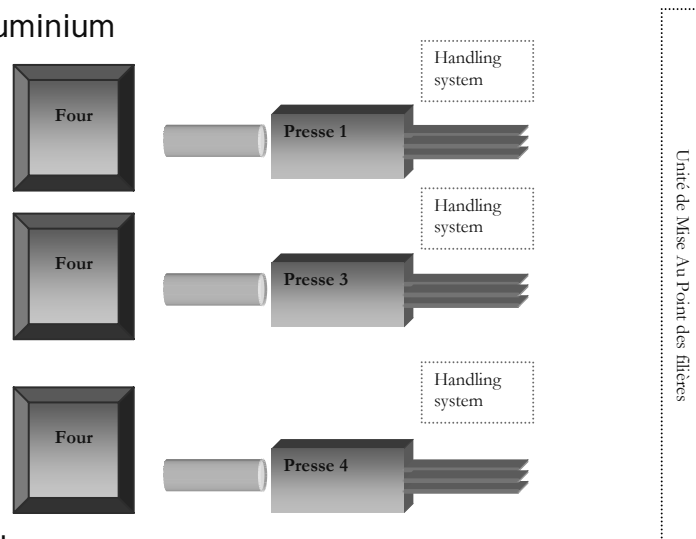 Handling
system
Four
Presse 1
Handling
system
Four
Presse 3
Handling
system
Four
Presse 4
Unité de Mise Au Point des filières